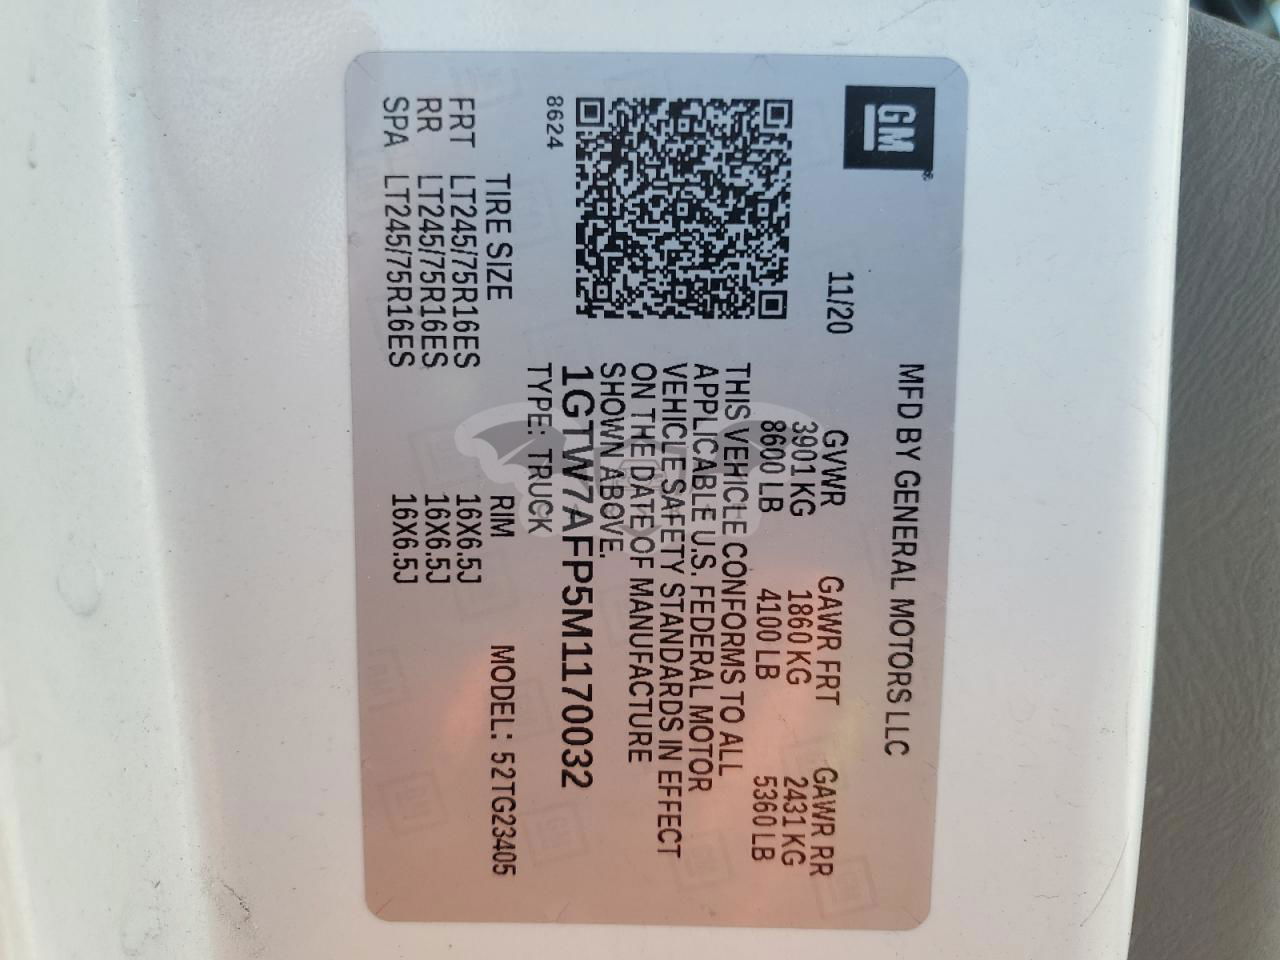 GM
MFD BY GENERAL MOTORS LLC
11/20 GVWR GAWR FRT GAWR RR
3901 KG 1860 KG 2431 KG
8600 LB 4100 LB 5360 LB
THIS VEHICLE CONFORMS TO ALL
APPLICABLE U.S. FEDERAL MOTOR
VEHICLE SAFETY STANDARDS IN EFFECT
ON THE DATE OF MANUFACTURE
SHOWN ABOVE.
1GTW7AFP5M1170032
8624 TYPE: TRUCK
TIRE SIZE RIM MODEL: 52TG23405
FRT LT245/75R16ES 16X6.5J
RR LT245/75R16ES 16X6.5J
SPA LT245/75R16ES 16X6.5J